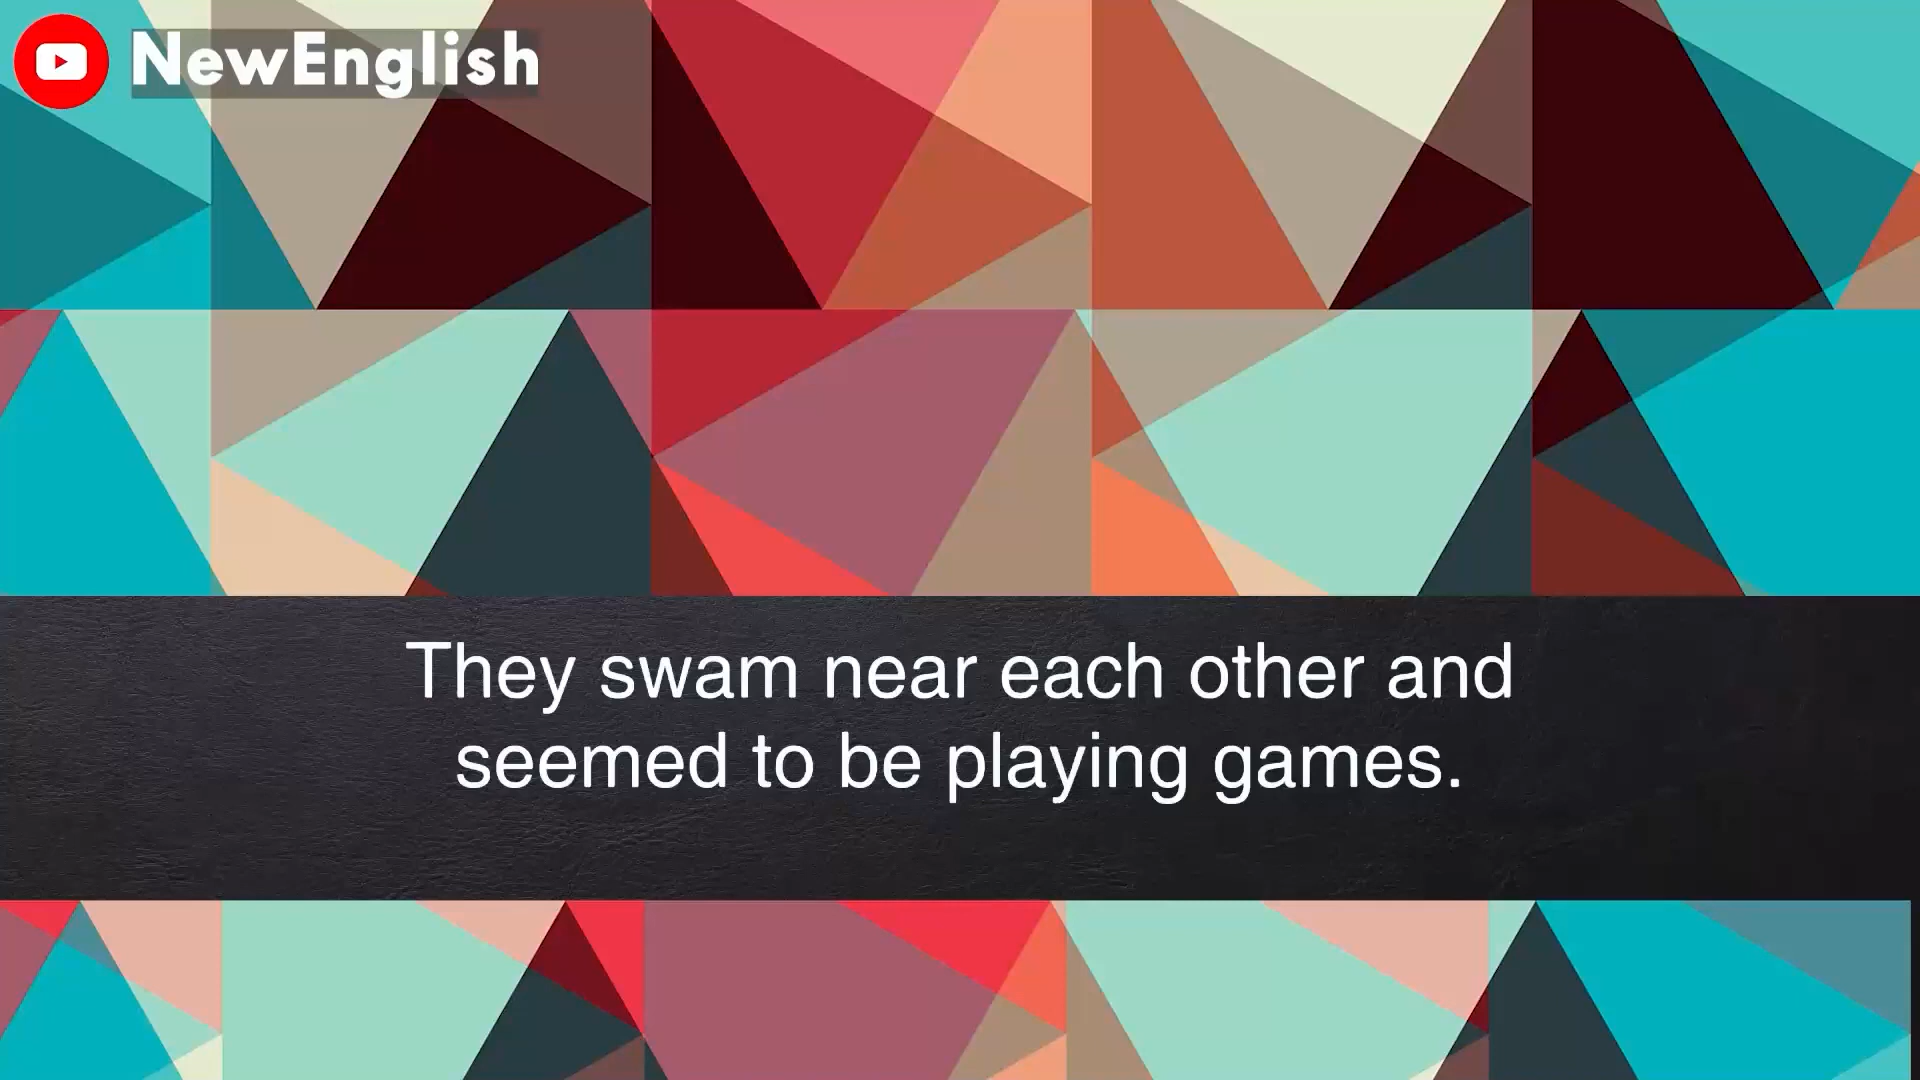 NewEnglish
They swam near each other and
seemed to be playing games.